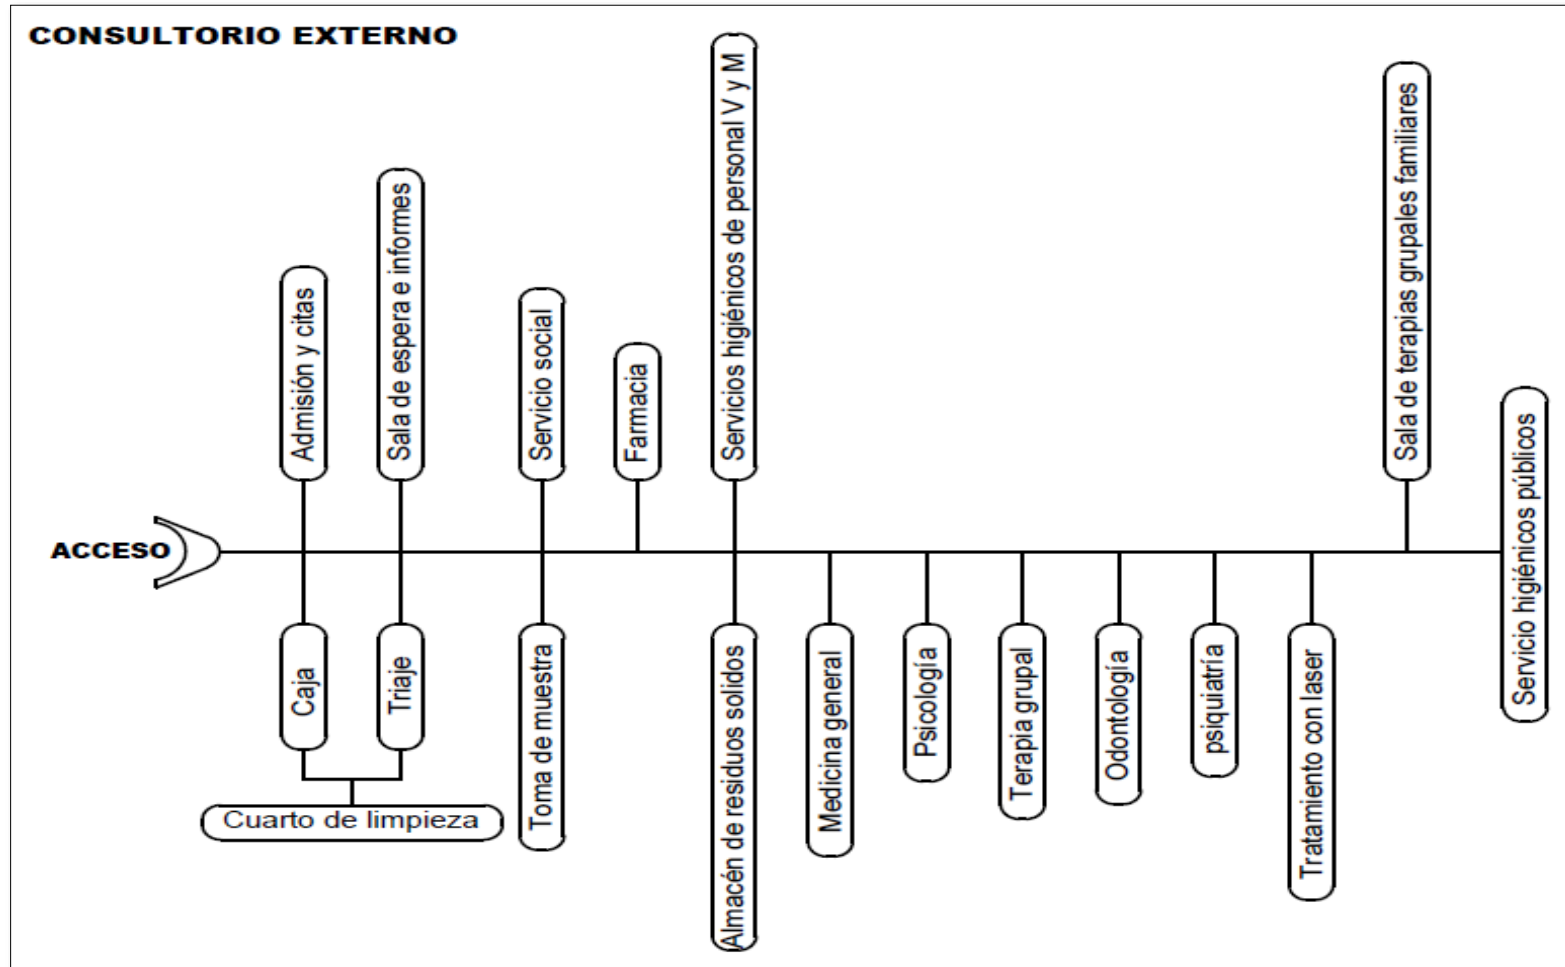 CONSULTORIO EXTERNO
Admisión y citas
Sala de espera e informes
Servicio social
Farmacia
Servicios higiénicos de personal V y M
Sala de terapias grupales familiares
Servicio higiénicos públicos
ACCESO
Caja
Triaje
Cuarto de limpieza
Toma de muestra
Almacén de residuos solidos
Medicina general
Psicología
Terapia grupal
Odontología
psiquiatría
Tratamiento con laser